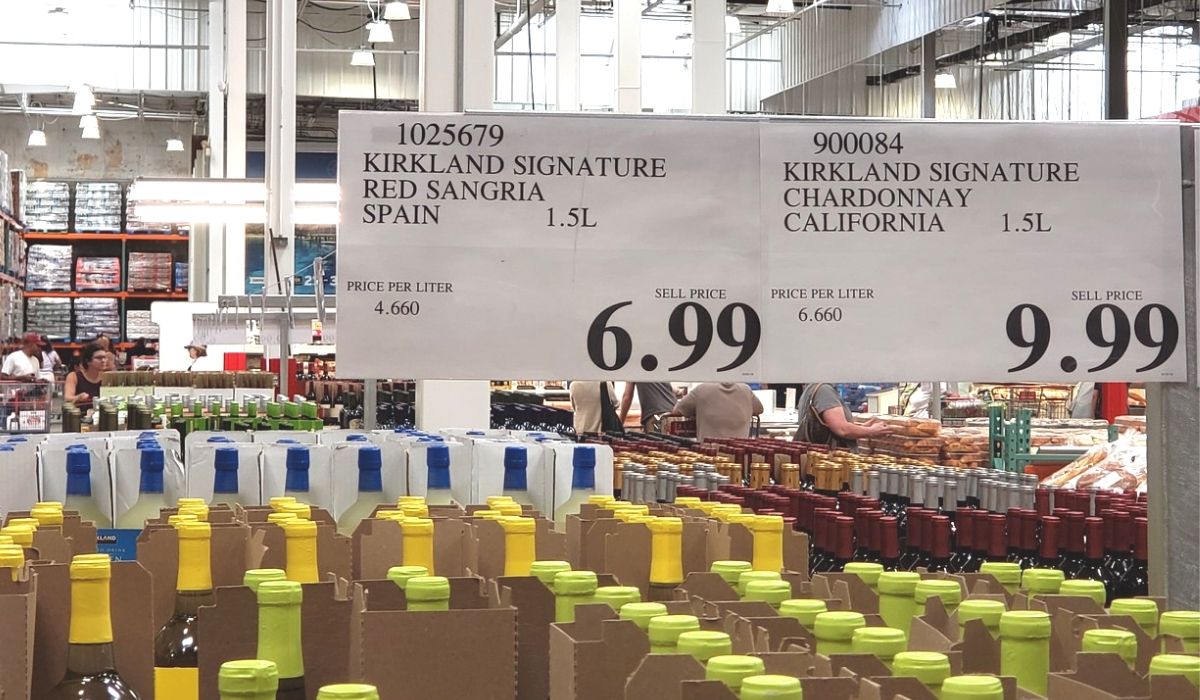 1025679
KIRKLAND SIGNATURE
RED SANGRIA
SPAIN 1.5L
PRICE PER LITER
4.660
SELL PRICE
6.99
900084
KIRKLAND SIGNATURE
CHARDONNAY
CALIFORNIA 1.5L
PRICE PER LITER
6.660
SELL PRICE
9.99